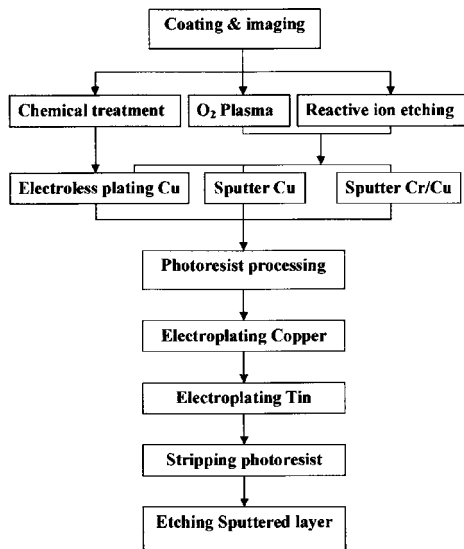 Coating & imaging
Chemical treatment
O₂ Plasma
Reactive ion etching
Electroless plating Cu
Sputter Cu
Sputter Cr/Cu
Photoresist processing
Electroplating Copper
Electroplating Tin
Stripping photoresist
Etching Sputtered layer